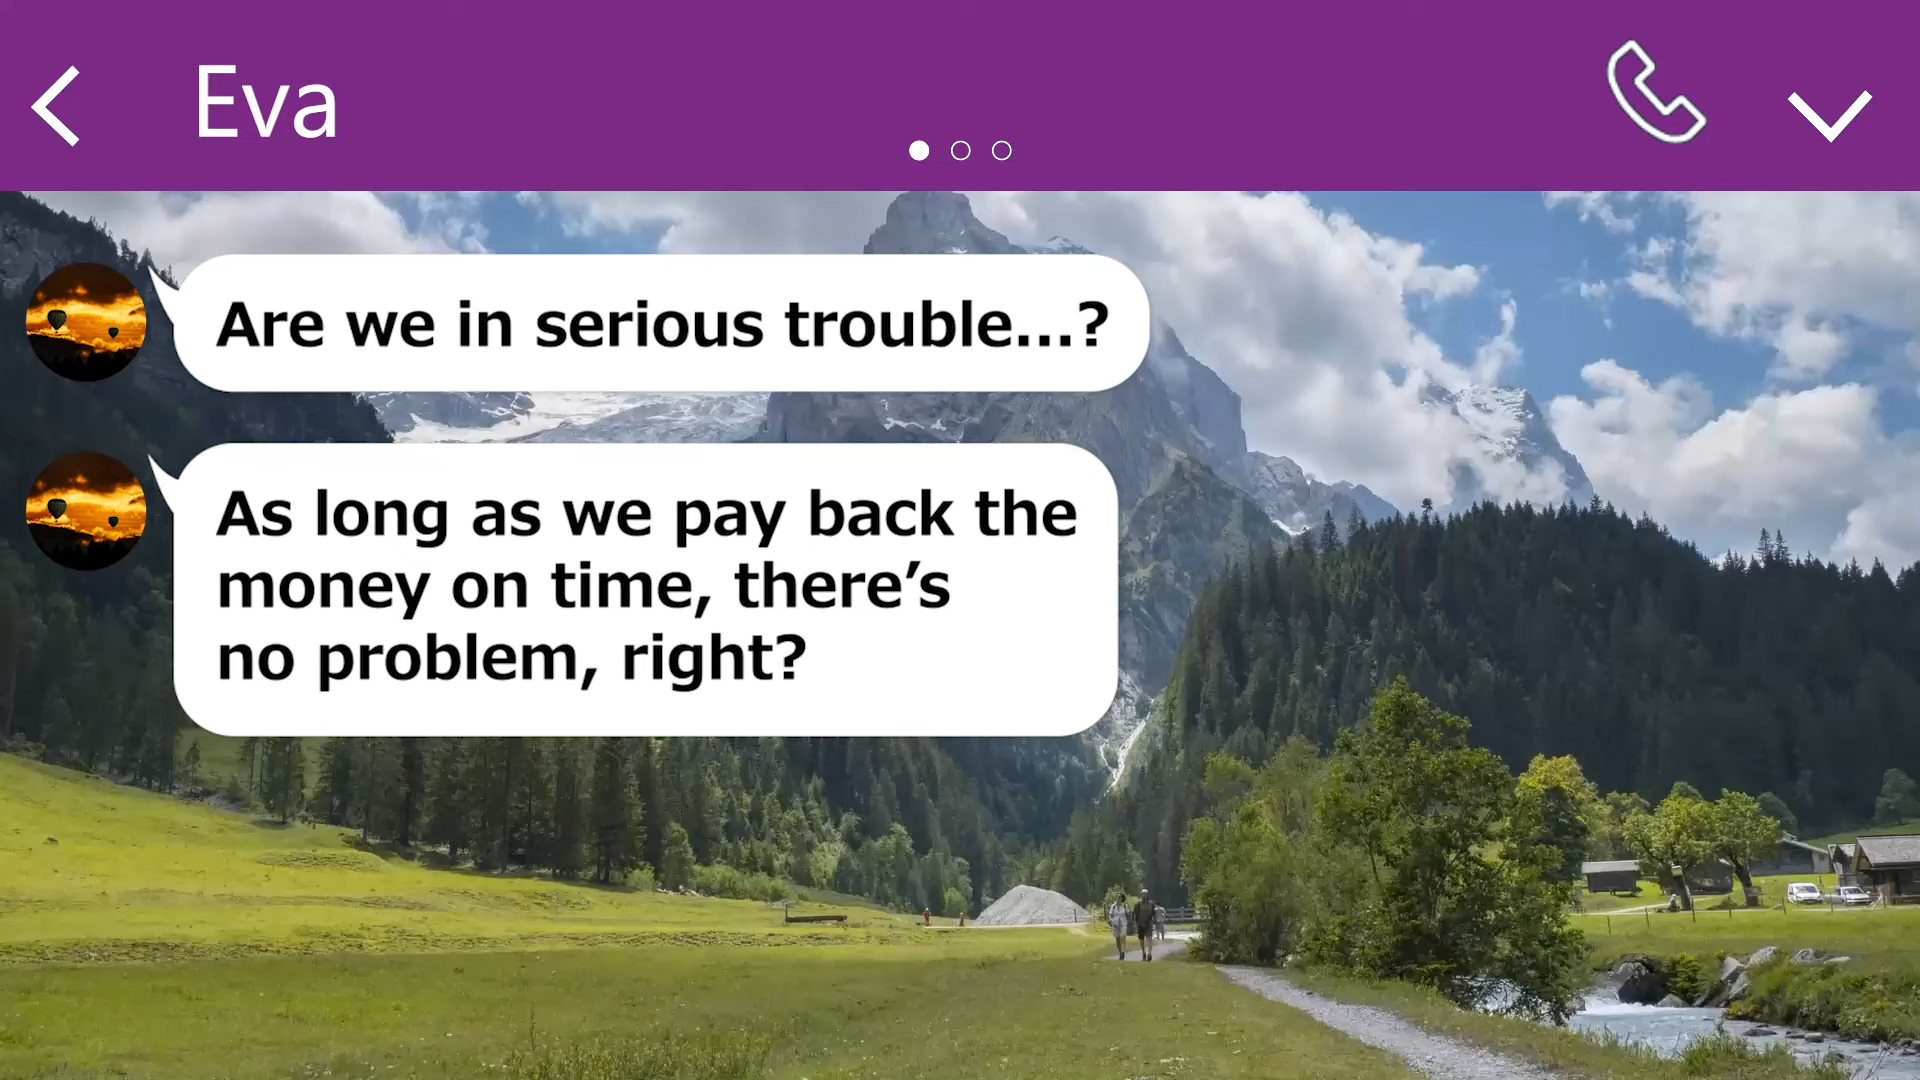 Eva
Are we in serious trouble...?
As long as we pay back the
money on time, there’s
no problem, right?